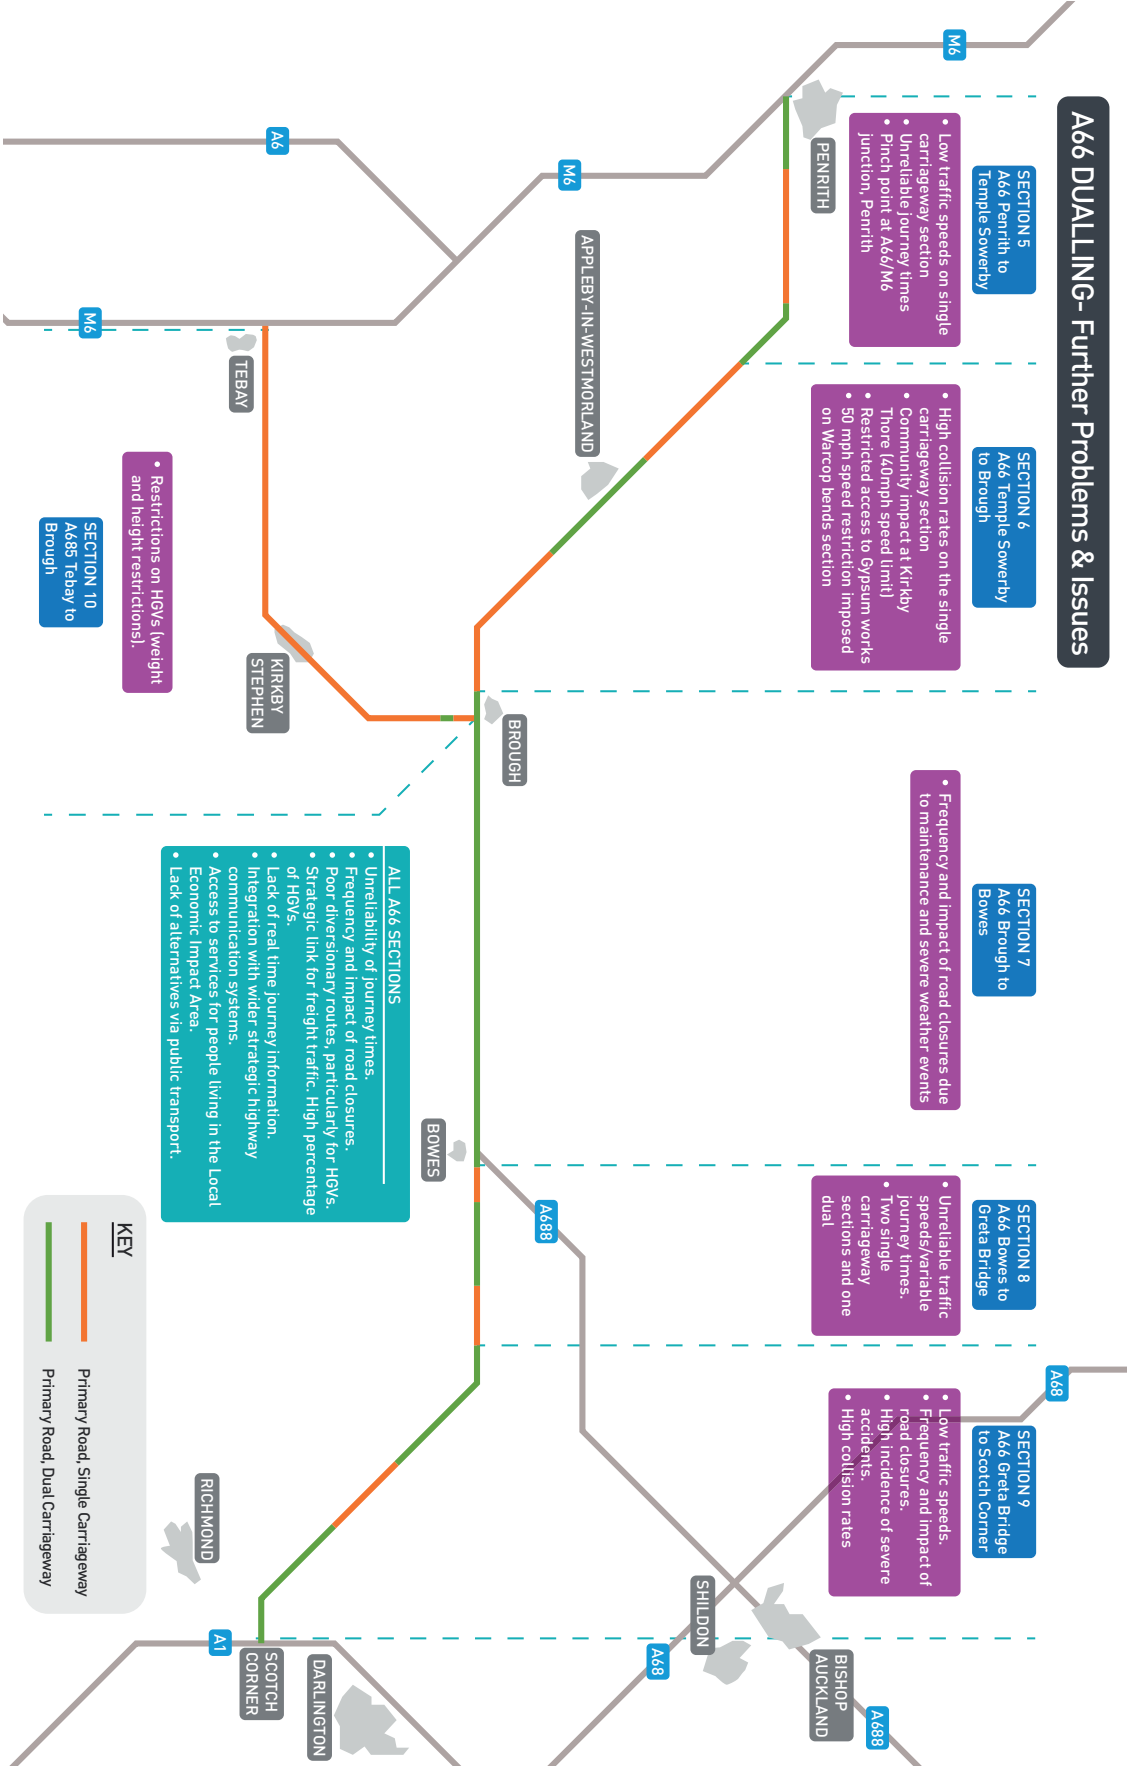 A66 DUALLING- Further Problems & Issues
SECTION 5
A66 Penrith to
Temple Sowerby
• Low traffic speeds on single
carriageway section
• Unreliable journey times
• Pinch point at A66/M6
junction, Penrith
SECTION 6
A66 Temple Sowerby
to Brough
• High collision rates on the single
carriageway section
• Community impact at Kirkby
Thore (40mph speed limit)
• Restricted access to Gypsum works
• 50 mph speed restriction imposed
on Warcop bends section
SECTION 7
A66 Brough to
Bowes
• Frequency and impact of road closures due
to maintenance and severe weather events
SECTION 8
A66 Bowes to
Greta Bridge
• Unreliable traffic
speeds/variable
journey times.
• Two single
carriageway
sections and one
dual
SECTION 9
A66 Greta Bridge
to Scotch Corner
• Low traffic speeds.
• Frequency and impact of
road closures.
• High incidence of severe
accidents.
• High collision rates
M6
A68
PENRITH
BISHOP
AUCKLAND
A688
SHILDON
A68
M6
APPLEBY-IN-WESTMORLAND
A688
BROUGH
BOWES
ALL A66 SECTIONS
• Unreliability of journey times.
• Frequency and impact of road closures.
• Poor diversionary routes, particularly for HGVs.
• Strategic link for freight traffic. High percentage
of HGVs.
• Lack of real time journey information.
• Integration with wider strategic highway
communication systems.
• Access to services for people living in the Local
Economic Impact Area.
• Lack of alternatives via public transport.
DARLINGTON
A6
TEBAY
KIRKBY
STEPHEN
SCOTCH
CORNER
A1
RICHMOND
M6
• Restrictions on HGVs (weight
and height restrictions).
SECTION 10
A685 Tebay to
Brough
KEY
Primary Road, Single Carriageway
Primary Road, Dual Carriageway